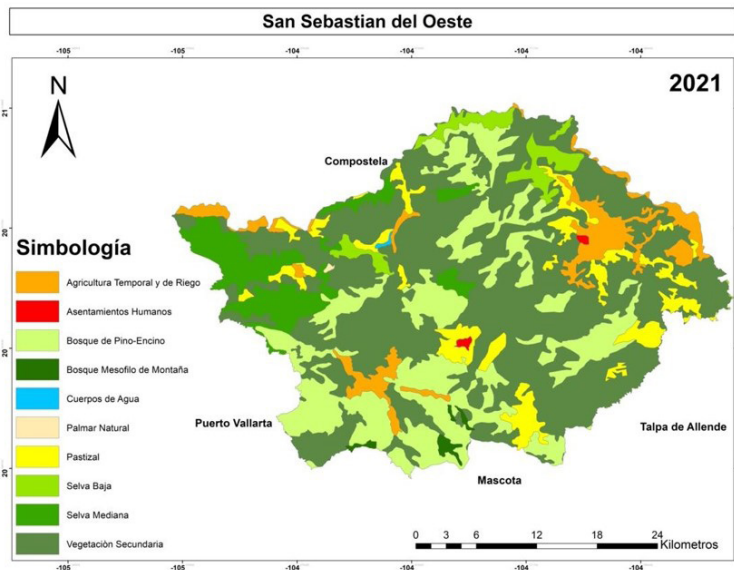 San Sebastian del Oeste
-105 -104 -104 -104 -104
N
2021
21
20
20
20
Compostela
Puerto Vallarta
Mascota
Talpa de Allende
Simbología
Agricultura Temporal y de Riego
Asentamientos Humanos
Bosque de Pino-Encino
Bosque Mesofilo de Montaña
Cuerpos de Agua
Palmar Natural
Pastizal
Selva Baja
Selva Mediana
Vegetaciòn Secundaria
0 3 6 12 18 24
Kilometros
-105 -105 -104 -104 -104 -104